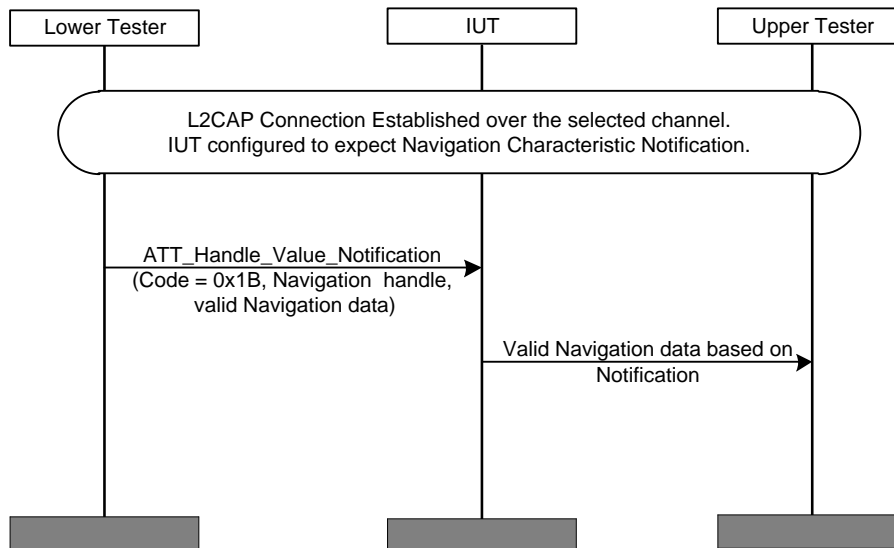 Lower Tester
IUT
Upper Tester
L2CAP Connection Established over the selected channel.
IUT configured to expect Navigation Characteristic Notification.
ATT_Handle_Value_Notification
(Code = 0x1B, Navigation  handle,
valid Navigation data)
Valid Navigation data based on
Notification